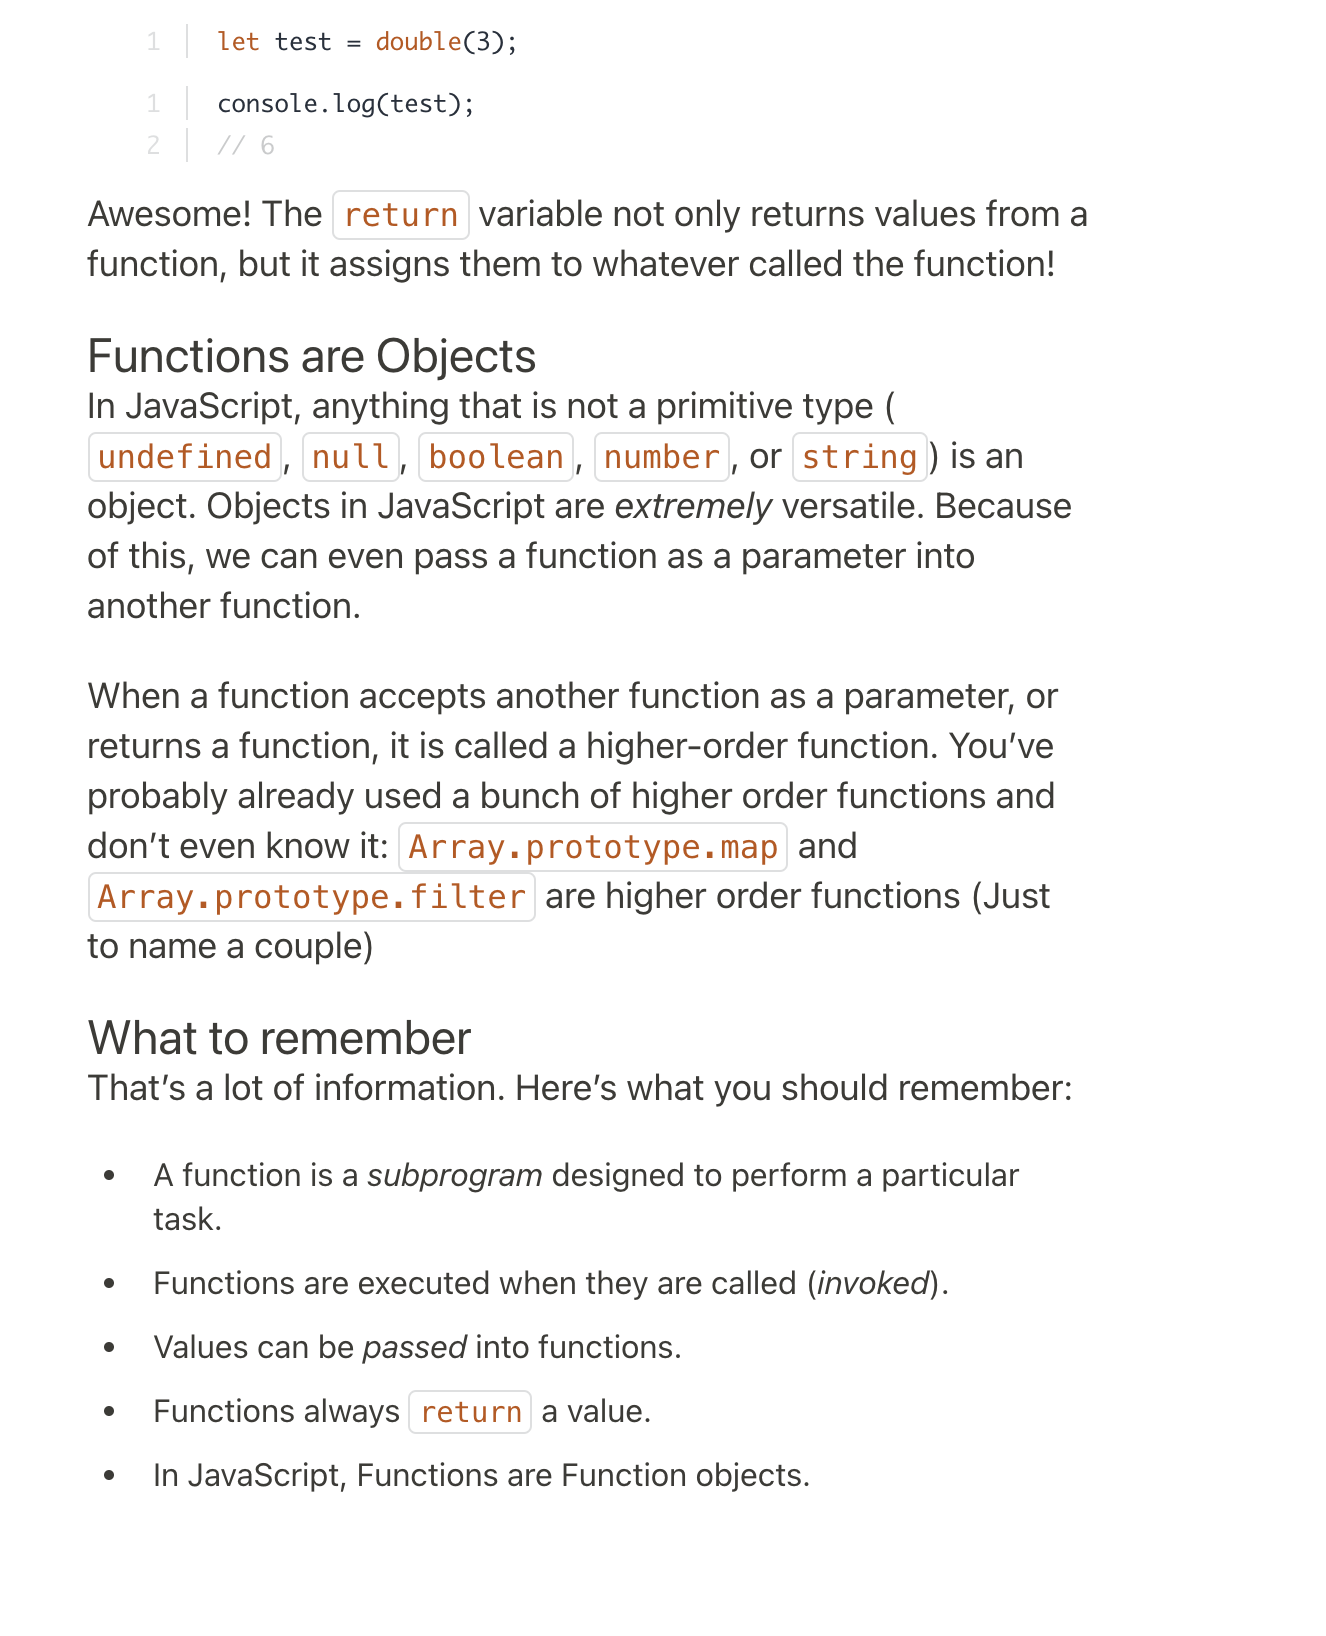 1 let test = double(3);
1 console.log(test);
2 // 6
Awesome! The return variable not only returns values from a
function, but it assigns them to whatever called the function!
Functions are Objects
In JavaScript, anything that is not a primitive type (
undefined, null, boolean, number, or string) is an
object. Objects in JavaScript are extremely versatile. Because
of this, we can even pass a function as a parameter into
another function.
When a function accepts another function as a parameter, or
returns a function, it is called a higher-order function. You’ve
probably already used a bunch of higher order functions and
don’t even know it: Array.prototype.map and
Array.prototype.filter are higher order functions (Just
to name a couple)
What to remember
That’s a lot of information. Here’s what you should remember:
• A function is a subprogram designed to perform a particular
task.
• Functions are executed when they are called (invoked).
• Values can be passed into functions.
• Functions always return a value.
• In JavaScript, Functions are Function objects.